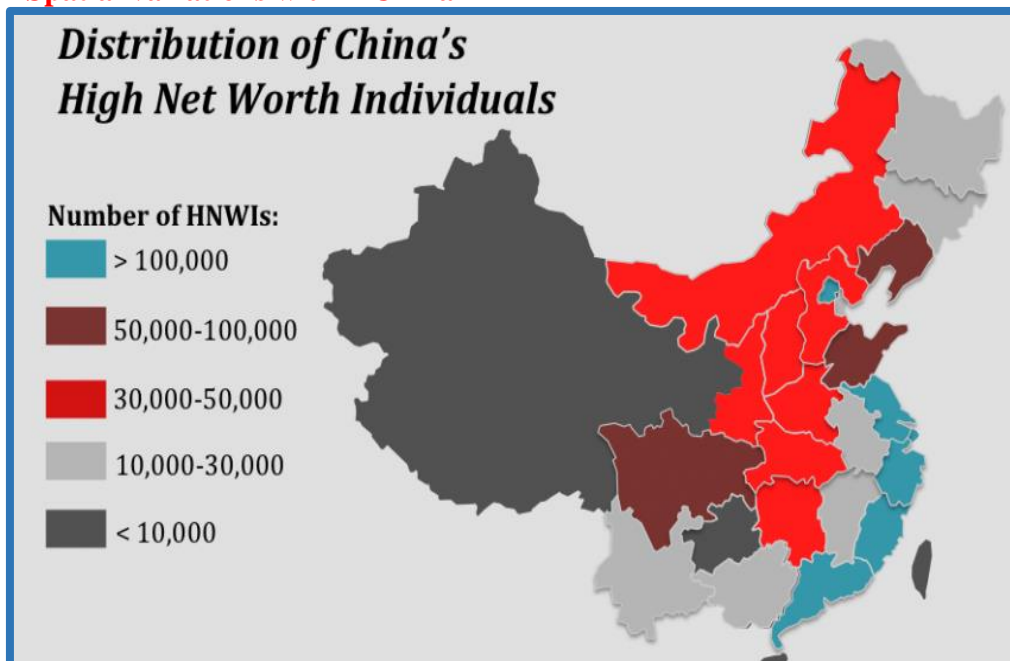 Distribution of China's
High Net Worth Individuals
Number of HNWIs:
> 100,000
50,000-100,000
30,000-50,000
10,000-30,000
< 10,000